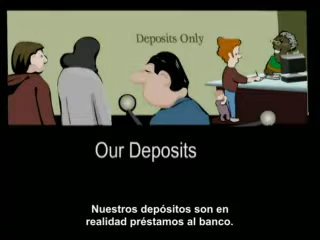 Deposits Only
Our Deposits
Nuestros depósitos son en
realidad préstamos al banco.